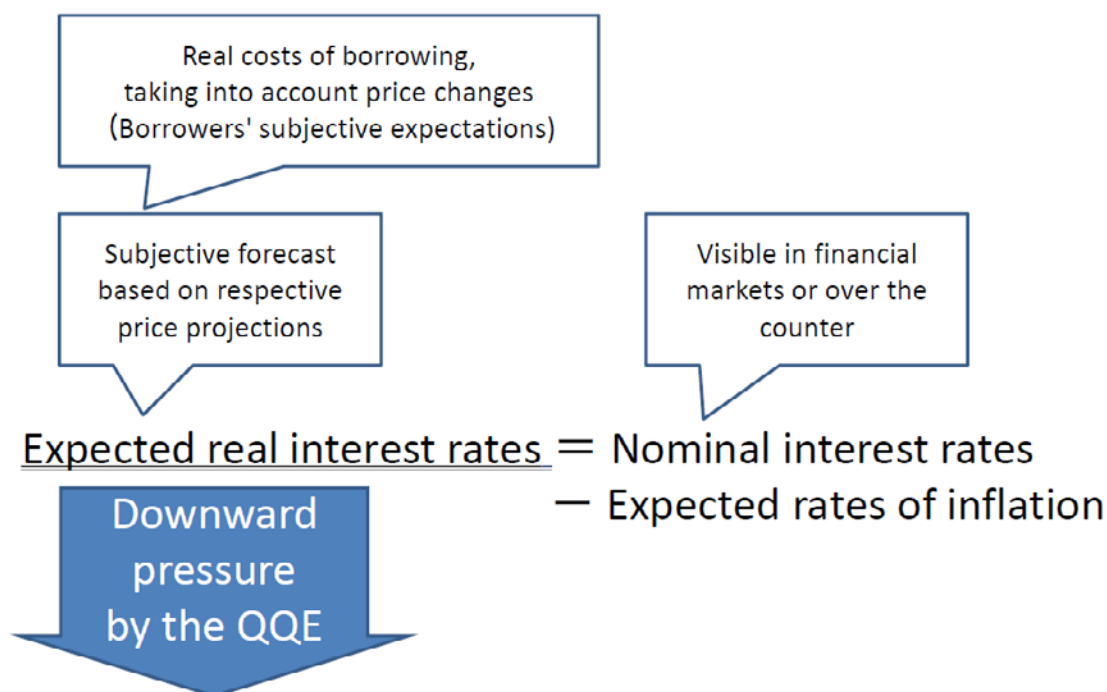 Real costs of borrowing,
taking into account price changes
(Borrowers' subjective expectations)
Subjective forecast
based on respective
price projections
Visible in financial
markets or over the
counter
Expected real interest rates = Nominal interest rates
− Expected rates of inflation
Downward
pressure
by the QQE